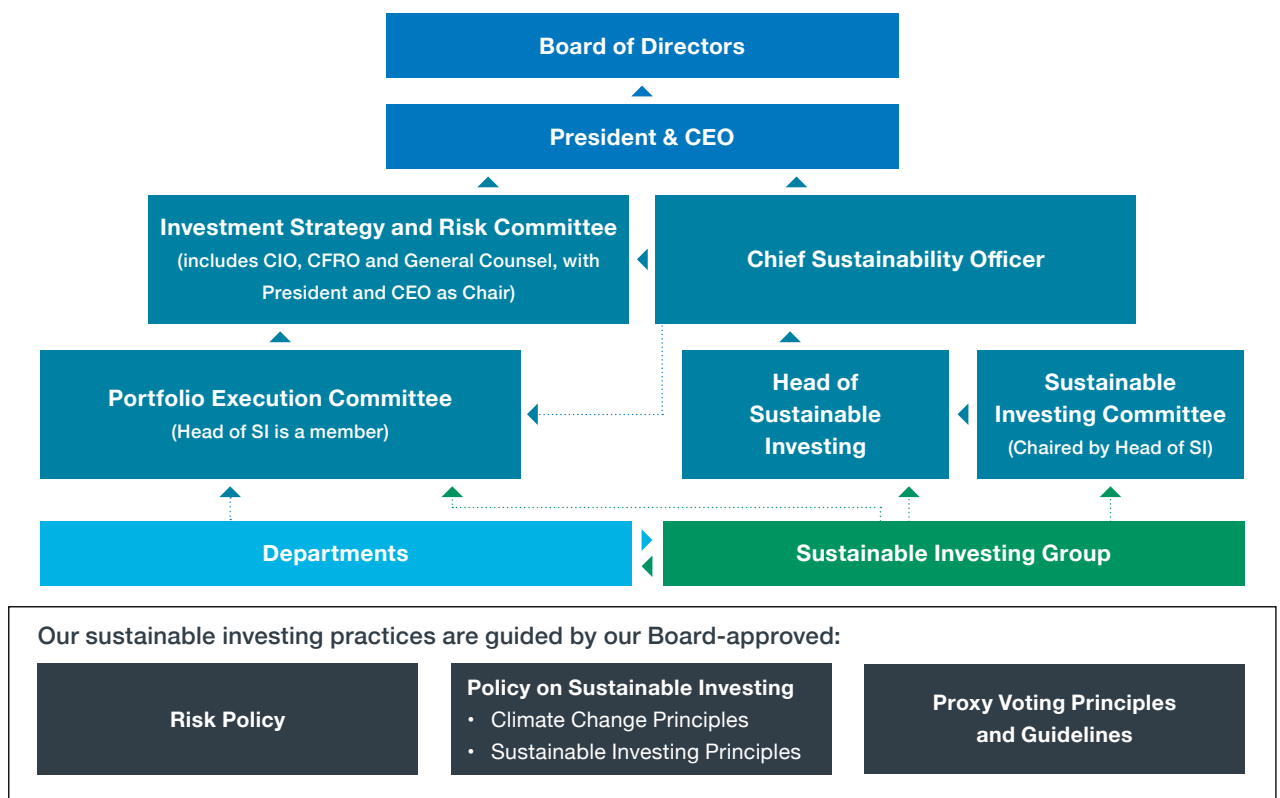 Board of Directors
President & CEO
Investment Strategy and Risk Committee
(includes CIO, CFRO and General Counsel, with
President and CEO as Chair)
Chief Sustainability Officer
Portfolio Execution Committee
(Head of SI is a member)
Head of
Sustainable
Investing
Sustainable
Investing Committee
(Chaired by Head of SI)
Departments
Sustainable Investing Group
Our sustainable investing practices are guided by our Board-approved:
Risk Policy
Policy on Sustainable Investing
• Climate Change Principles
• Sustainable Investing Principles
Proxy Voting Principles
and Guidelines